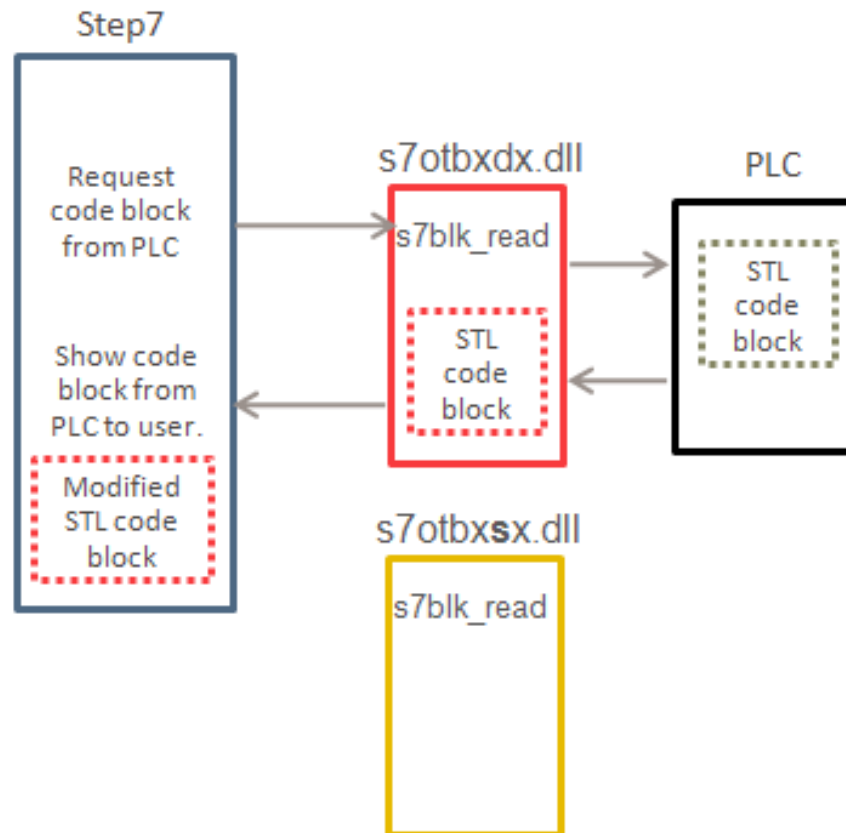 Step7
Request
code block
from PLC
Show code
block from
PLC to user.
Modified
STL code
block
s7otbxdx.dll
s7blk_read
STL
code
block
PLC
STL
code
block
s7otbxsx.dll
s7blk_read